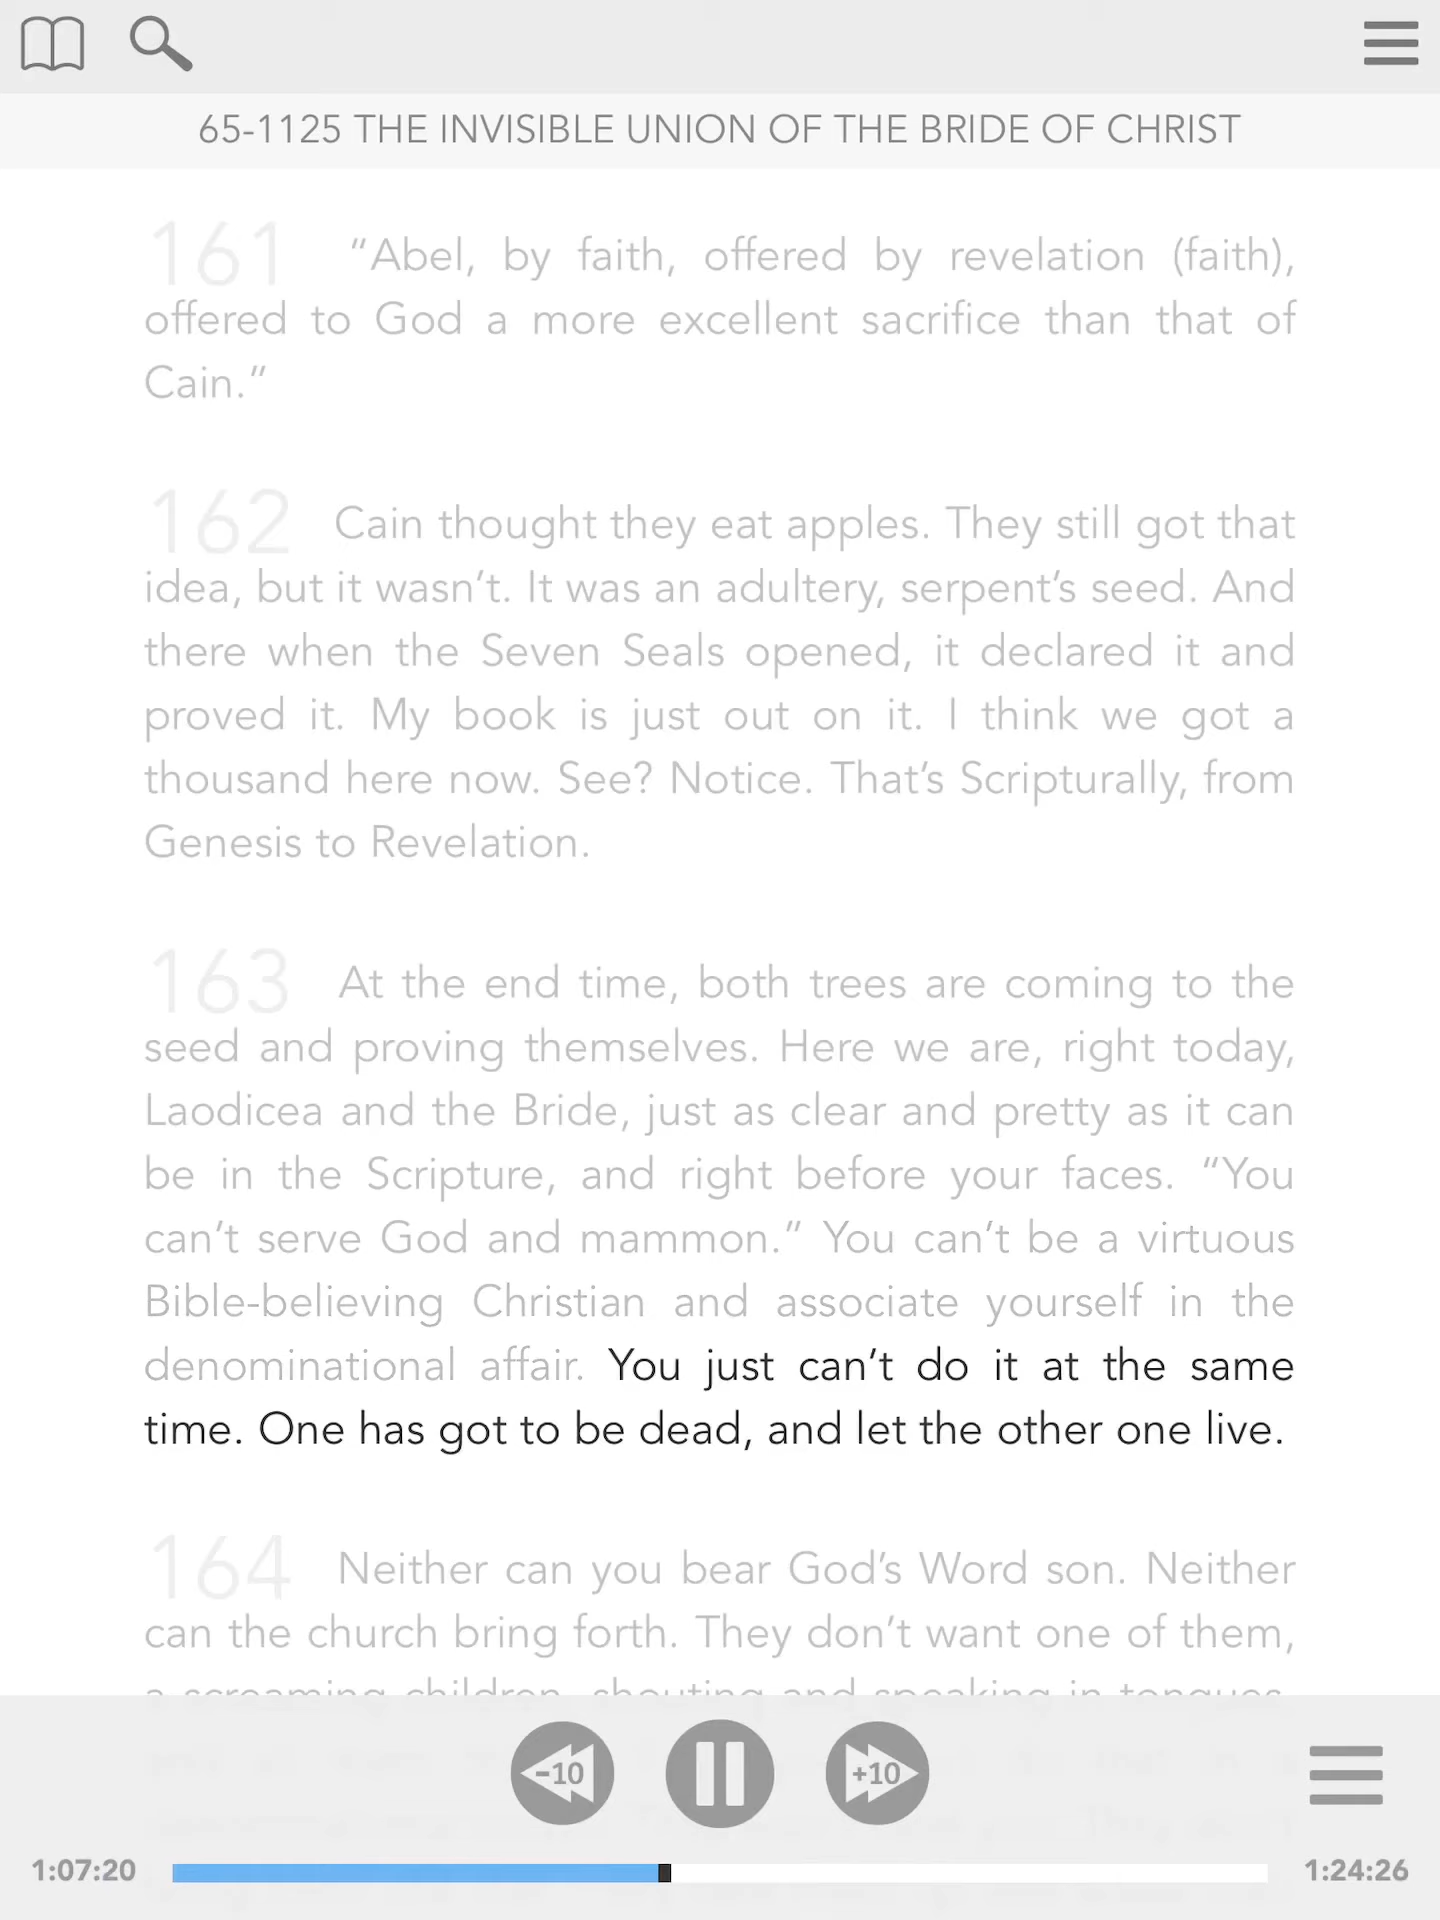 65-1125 THE INVISIBLE UNION OF THE BRIDE OF CHRIST
161 “Abel, by faith, offered by revelation (faith),
offered to God a more excellent sacrifice than that of
Cain.”
162 Cain thought they eat apples. They still got that
idea, but it wasn’t. It was an adultery, serpent’s seed. And
there when the Seven Seals opened, it declared it and
proved it. My book is just out on it. I think we got a
thousand here now. See? Notice. That’s Scripturally, from
Genesis to Revelation.
163 At the end time, both trees are coming to the
seed and proving themselves. Here we are, right today,
Laodicea and the Bride, just as clear and pretty as it can
be in the Scripture, and right before your faces. “You
can’t serve God and mammon.” You can’t be a virtuous
Bible-believing Christian and associate yourself in the
denominational affair. You just can’t do it at the same
time. One has got to be dead, and let the other one live.
164 Neither can you bear God’s Word son. Neither
can the church bring forth. They don’t want one of them,
a screaming children, shouting and speaking in tongues,
-10 +10
1:07:20 1:24:26